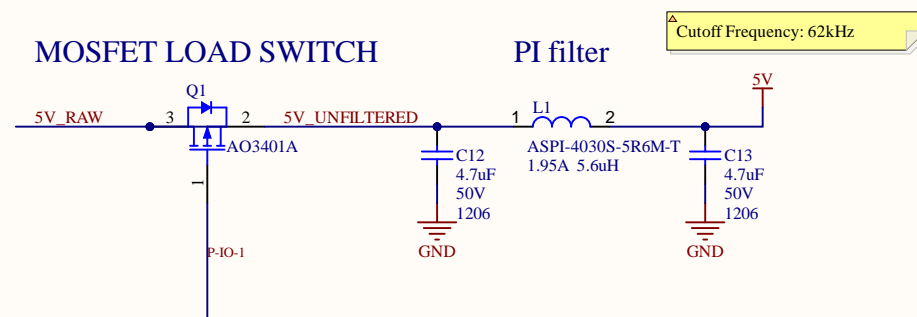 Cutoff Frequency: 62kHz
MOSFET LOAD SWITCH
PI filter
5V
Q1
L1
5V_RAW
3
2
5V_UNFILTERED
1
2
AO3401A
ASPI-4030S-5R6M-T
1.95A 5.6uH
C12
4.7uF
50V
1206
C13
4.7uF
50V
1206
1
GND
GND
P-IO-1